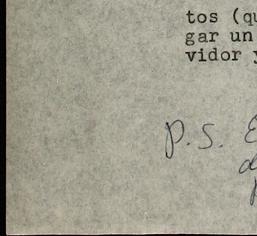 tos (qu
gar un
vidor y
P.S. E
d